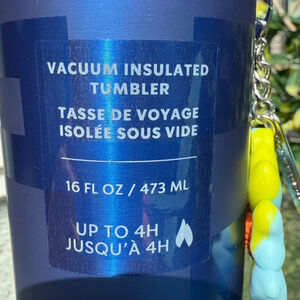 VACUUM INSULATED
TUMBLER
TASSE DE VOYAGE
ISOLÉE SOUS VIDE
16 FL OZ / 473 ML
UP TO 4H
JUSQU'À 4H